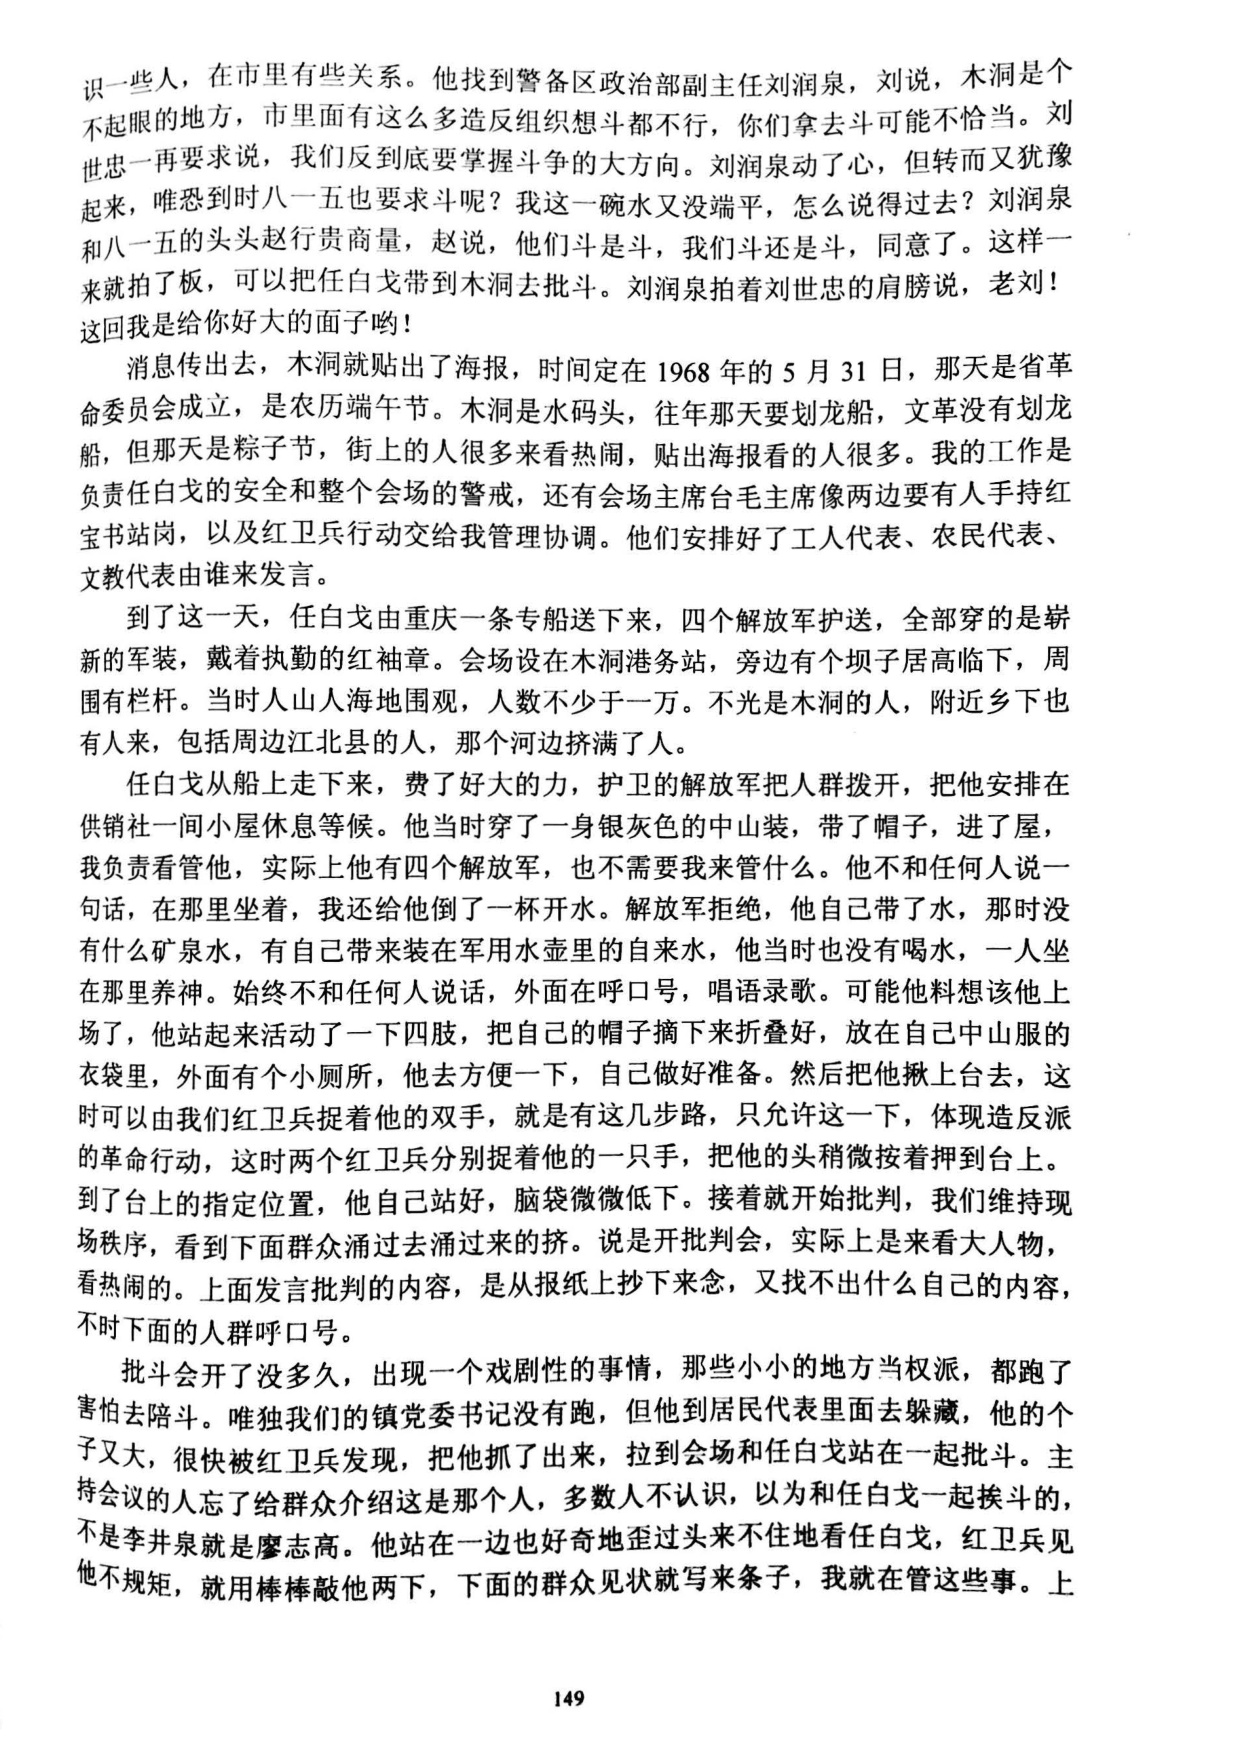 识一些人，在市里有些关系。他找到警备区政治部副主任刘润泉，刘说，木洞是个
不起眼的地方，市里面有这么多造反组织想斗都不行，你们拿去斗可能不恰当。刘
世忠一再要求说，我们反到底要掌握斗争的大方向。刘润泉动了心，但转而又犹豫
起来，唯恐到时八一五也要求斗呢？我这一碗水又没端平，怎么说得过去？刘润泉
和八一五的头头赵行贵商量，赵说，他们斗是斗，我们斗还是斗，同意了。这样一
来就拍了板，可以把任白戈带到木洞去批斗。刘润泉拍着刘世忠的肩膀说，老刘！
这回我是给你好大的面子哟！
消息传出去，木洞就贴出了海报，时间定在 1968 年的 5 月 31 日，那天是省革
命委员会成立，是农历端午节。木洞是水码头，往年那天要划龙船，文革没有划龙
船，但那天是粽子节，街上的人很多来看热闹，贴出海报看的人很多。我的工作是
负责任白戈的安全和整个会场的警戒，还有会场主席台毛主席像两边要有人手持红
宝书站岗，以及红卫兵行动交给我管理协调。他们安排好了工人代表、农民代表、
文教代表由谁来发言。
到了这一天，任白戈由重庆一条专船送下来，四个解放军护送，全部穿的是崭
新的军装，戴着执勤的红袖章。会场设在木洞港务站，旁边有个坝子居高临下，周
围有栏杆。当时人山人海地围观，人数不少于一万。不光是木洞的人，附近乡下也
有人来，包括周边江北县的人，那个河边挤满了人。
任白戈从船上走下来，费了好大的力，护卫的解放军把人群拨开，把他安排在
供销社一间小屋休息等候。他当时穿了一身银灰色的中山装，带了帽子，进了屋，
我负责看管他，实际上他有四个解放军，也不需要我来管什么。他不和任何人说一
句话，在那里坐着，我还给他倒了一杯开水。解放军拒绝，他自己带了水，那时没
有什么矿泉水，有自己带来装在军用水壶里的自来水，他当时也没有喝水，一人坐
在那里养神。始终不和任何人说话，外面在呼口号，唱语录歌。可能他料想该他上
场了，他站起来活动了一下四肢，把自己的帽子摘下来折叠好，放在自己中山服的
衣袋里，外面有个小厕所，他去方便一下，自己做好准备。然后把他揪上台去，这
时可以由我们红卫兵捉着他的双手，就是有这几步路，只允许这一下，体现造反派
的革命行动，这时两个红卫兵分别捉着他的一只手，把他的头稍微按着押到台上。
到了台上的指定位置，他自己站好，脑袋微微低下。接着就开始批判，我们维持现
场秩序，看到下面群众涌过去涌过来的挤。说是开批判会，实际上是来看大人物，
看热闹的。上面发言批判的内容，是从报纸上抄下来念，又找不出什么自己的内容，
不时下面的人群呼口号。
批斗会开了没多久，出现一个戏剧性的事情，那些小小的地方当权派，都跑了
害怕去陪斗。唯独我们的镇党委书记没有跑，但他到居民代表里面去躲藏，他的个
子又大，很快被红卫兵发现，把他抓了出来，拉到会场和任白戈站在一起批斗。主
持会议的人忘了给群众介绍这是那个人，多数人不认识，以为和任白戈一起挨斗的，
不是李井泉就是廖志高。他站在一边也好奇地歪过头来不住地看任白戈，红卫兵见
他不规矩，就用棒棒敲他两下，下面的群众见状就写来条子，我就在管这些事。上
149